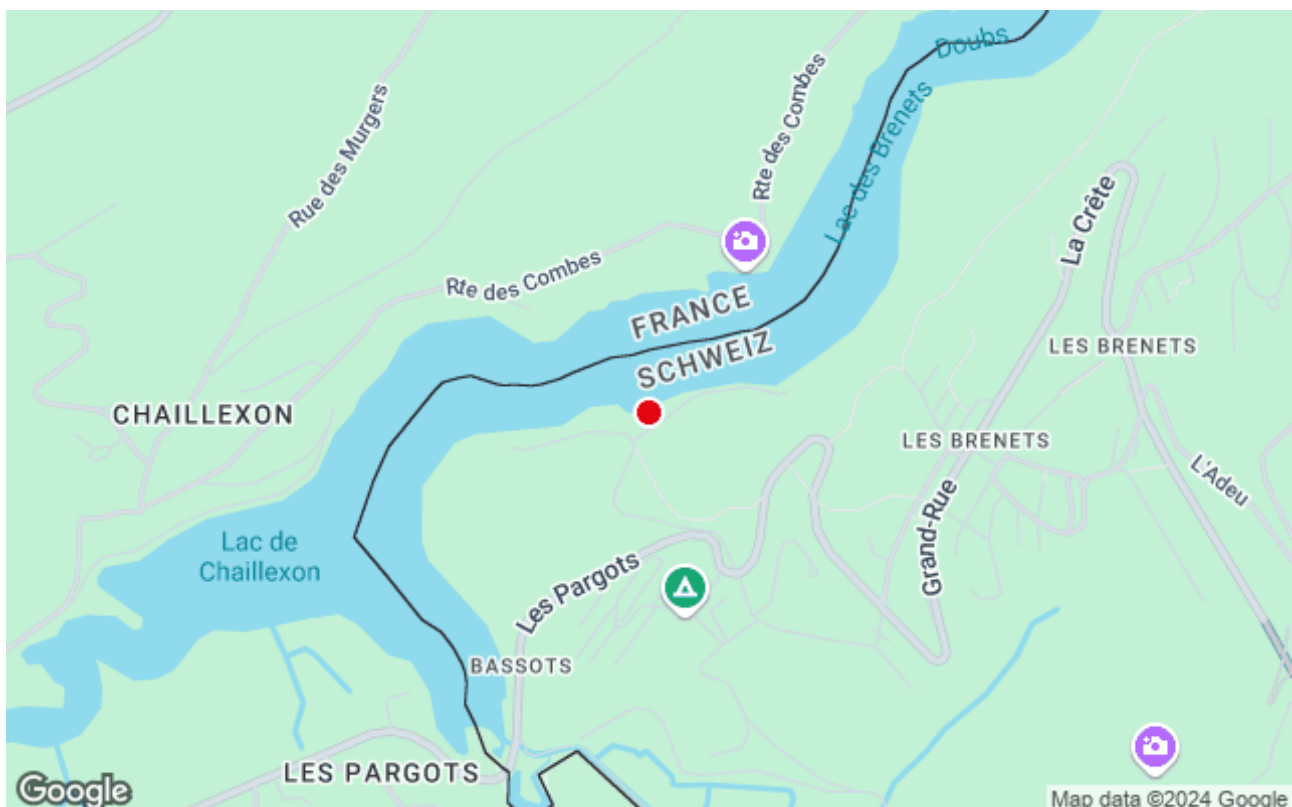 Doubs
Lac des Brenets
Rte des Combes
Rue des Murgers
La Crête
Rte des Combes
FRANCE
SCHWEIZ
LES BRENETS
CHAILLEXON
LES BRENETS
L'Adeu
Grand-Rue
Lac de
Chaillexon
Les Pargots
BASSOTS
LES PARGOTS
Google
Map data ©2024 Google